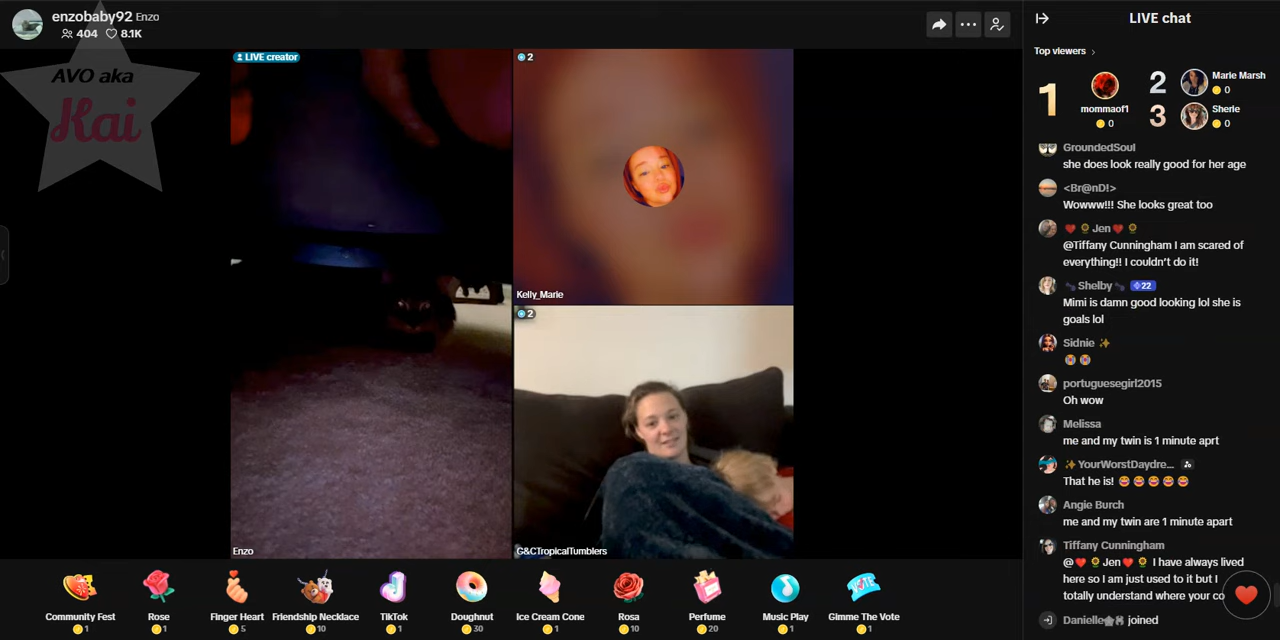 enzobaby92 Enzo
404 8.1K
AVO aka
Kai
LIVE creator
2
Kelly_Marie
2
Enzo
G&CTropicalTumblers
Community Fest
1
Rose
1
Finger Heart
5
Friendship Necklace
10
TikTok
1
Doughnut
30
Ice Cream Cone
1
Rosa
10
Perfume
20
Music Play
1
VOTE
Gimme The Vote
1
LIVE chat
Top viewers
1
mommaof1
0
2
Marie Marsh
0
3
Sherie
0
GroundedSoul
she does look really good for her age
<Br@nD!>
Wowww!!! She looks great too
❤️🌻Jen❤️🌻
@Tiffany Cunningham I am scared of
everything!! I couldn't do it!
Shelby 22
Mimi is damn good looking lol she is
goals lol
Sidnie ✨
😭😭
portuguesegirl2015
Oh wow
Melissa
me and my twin is 1 minute aprt
✨YourWorstDaydre...
That he is! 😂😂😂😂😂
Angie Burch
me and my twin are 1 minute apart
Tiffany Cunningham
@❤️🌻Jen❤️🌻 I have always lived
here so I am just used to it but I
totally understand where your co
Danielle joined